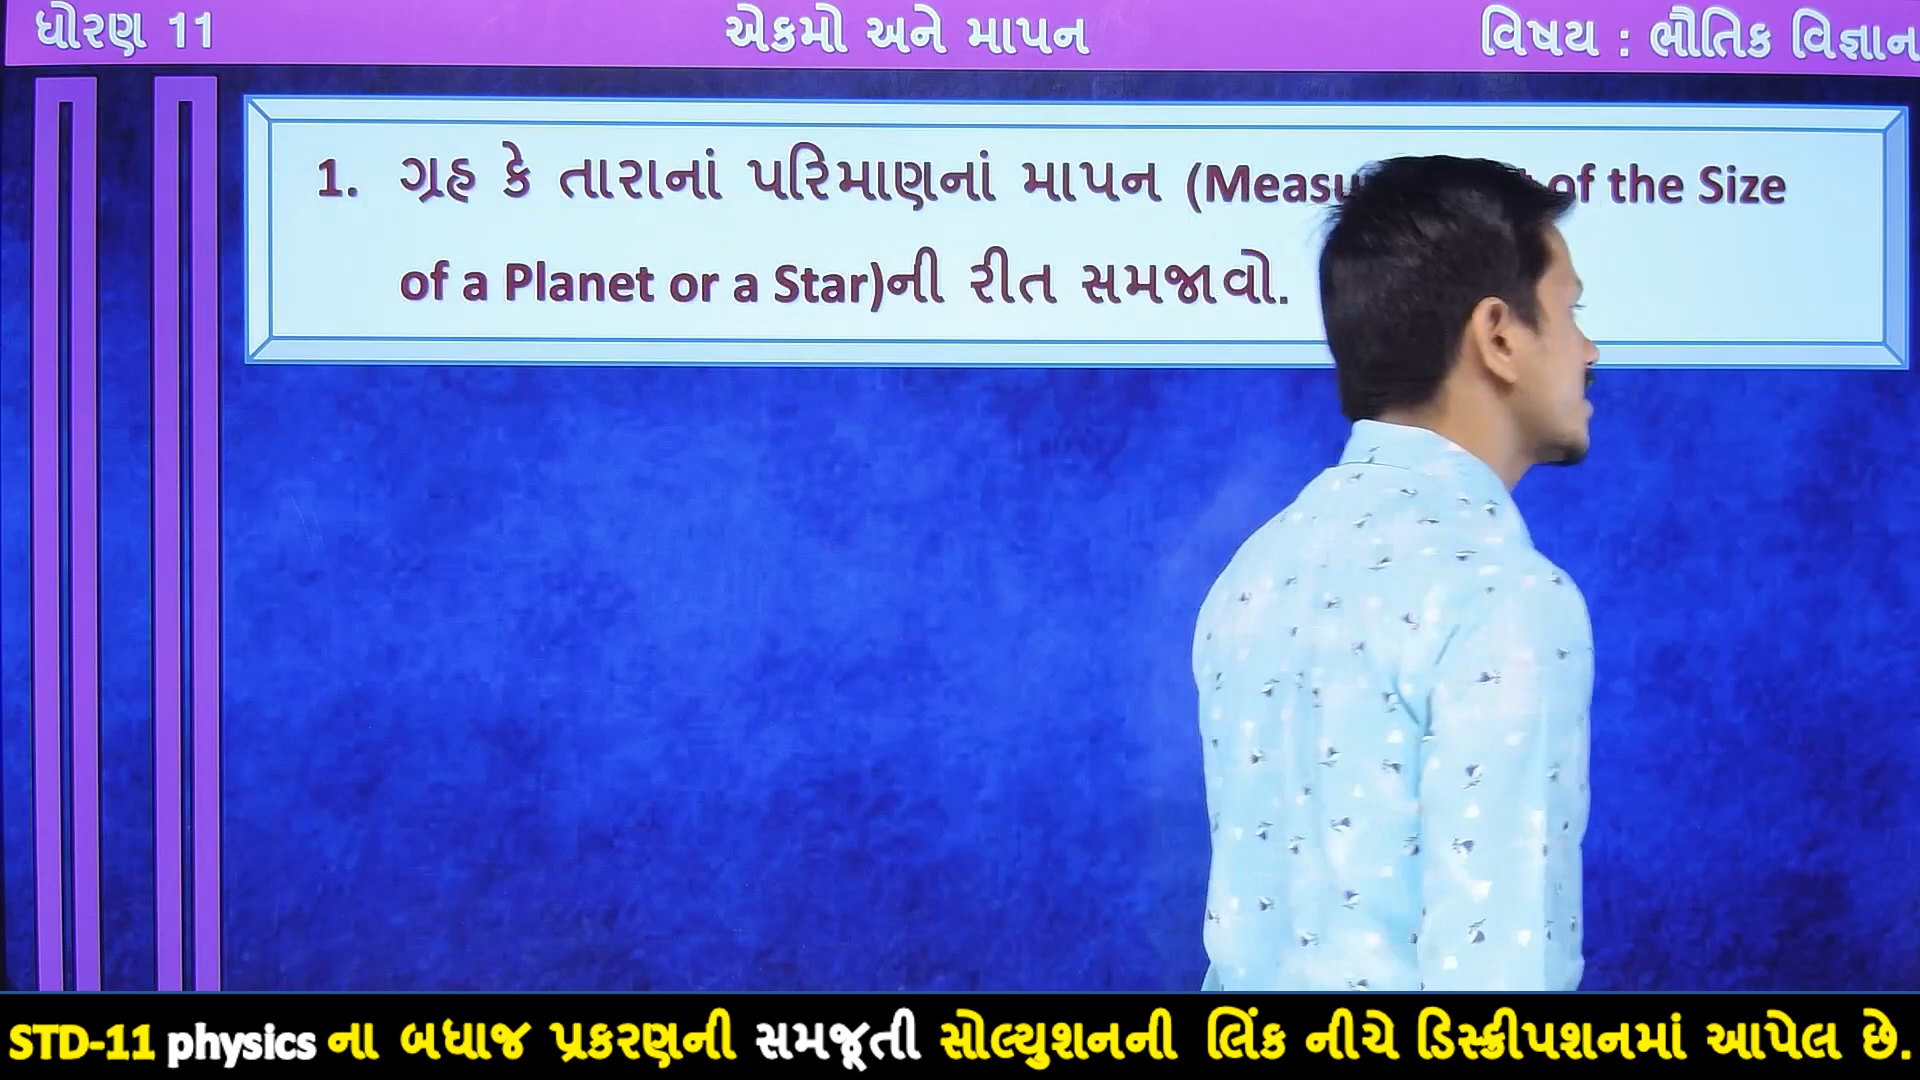 ધોરણ 11 એકમો અને માપન વિષય : ભૌતિક વિજ્ઞાન
1. ગ્રહ કે તારાનાં પરિમાણનાં માપન ( of the Size
of a Planet or a Star)ની રીત સમજાવો.
STD-11 physics ના બધાજ પ્રકરણની સમજૂતી સોલ્યુશનની લિંક નીચે ડિસ્ક્રીપશનમાં આપેલ છે.